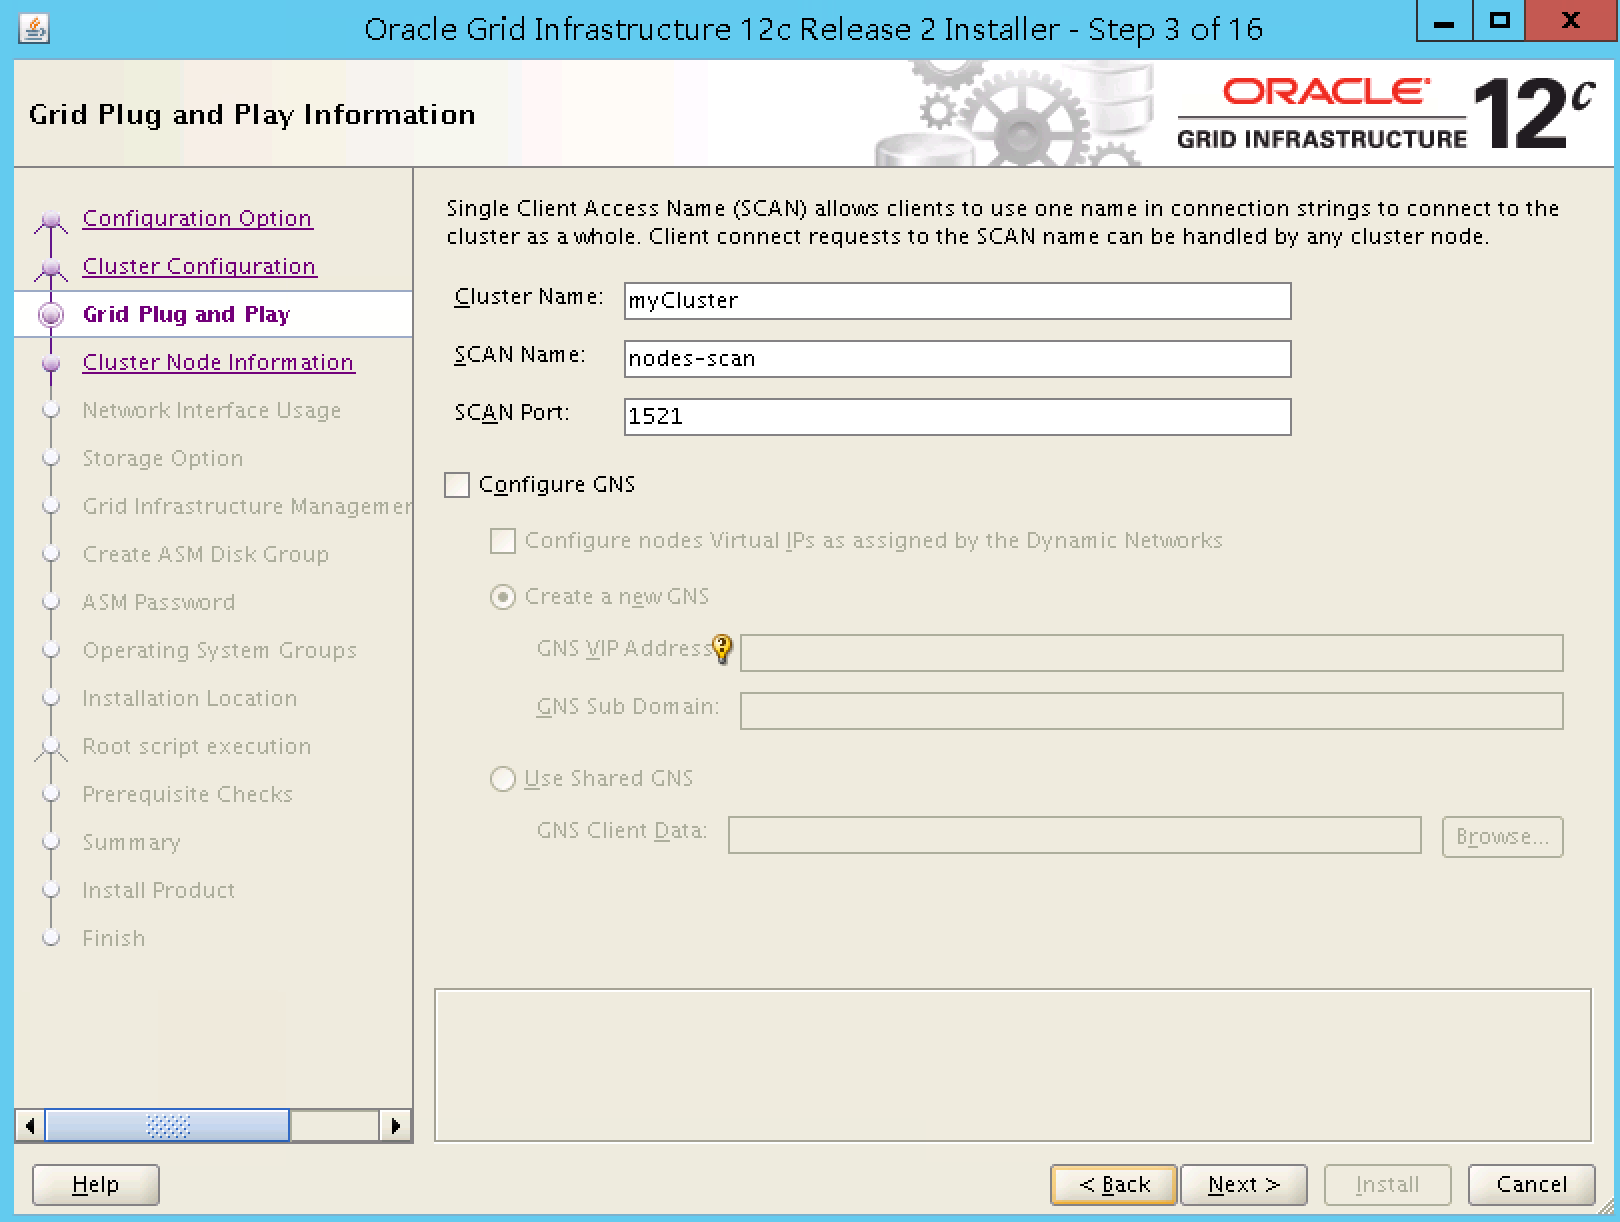 Oracle Grid Infrastructure 12c Release 2 Installer - Step 3 of 16
Grid Plug and Play Information
ORACLE
GRID INFRASTRUCTURE
12c
Configuration Option
Cluster Configuration
Grid Plug and Play
Cluster Node Information
Network Interface Usage
Storage Option
Grid Infrastructure Managemer
Create ASM Disk Group
ASM Password
Operating System Groups
Installation Location
Root script execution
Prerequisite Checks
Summary
Install Product
Finish
Single Client Access Name (SCAN) allows clients to use one name in connection strings to connect to the
cluster as a whole. Client connect requests to the SCAN name can be handled by any cluster node.
Cluster Name: myCluster
SCAN Name: nodes-scan
SCAN Port: 1521
Configure GNS
Configure nodes Virtual IPs as assigned by the Dynamic Networks
Create a new GNS
GNS VIP Address
GNS Sub Domain:
Use Shared GNS
GNS Client Data: Browse...
Help < Back Next > Install Cancel